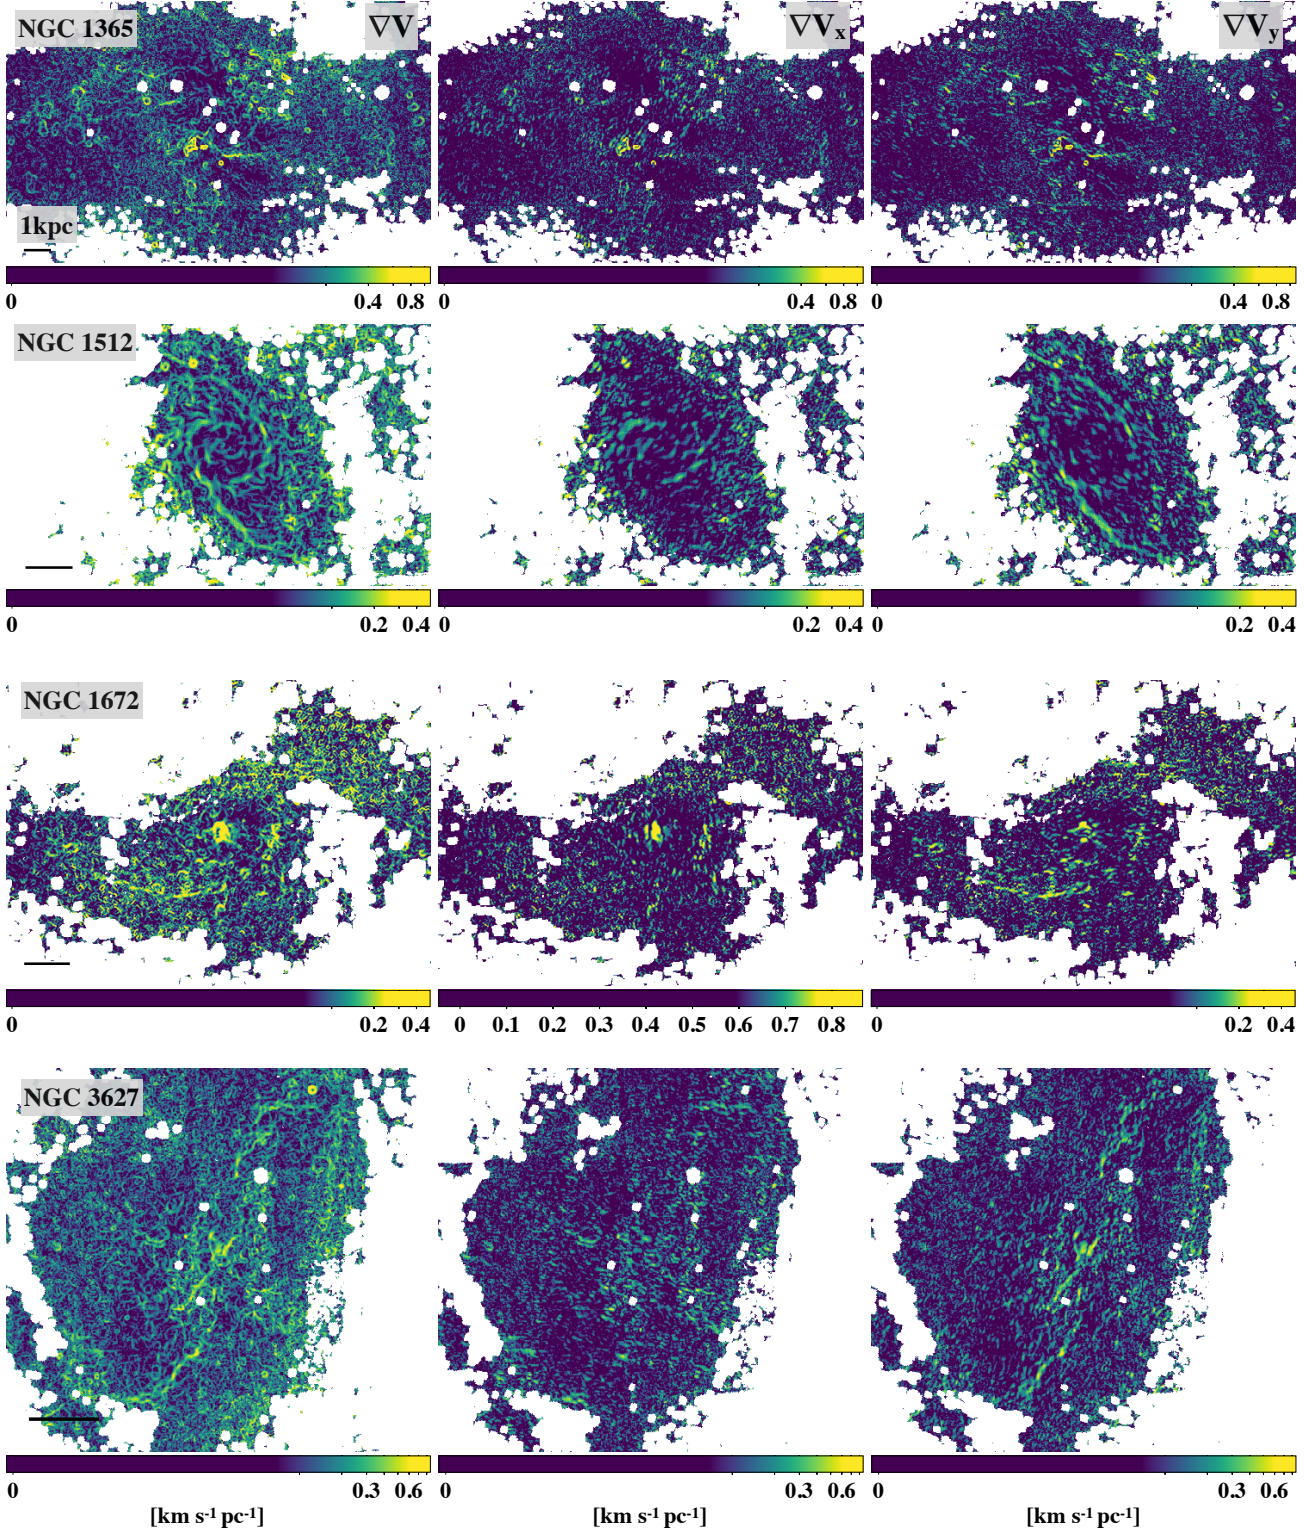 NGC 1365 ∇V ∇Vx ∇Vy
1kpc
0 0.4 0.8 0 0.4 0.8 0 0.4 0.8
NGC 1512
0 0.2 0.4 0 0.2 0.4 0 0.2 0.4
NGC 1672
0 0.2 0.4 0 0.1 0.2 0.3 0.4 0.5 0.6 0.7 0.8 0 0.2 0.4
NGC 3627
0 0.3 0.6 0 0.3 0.6 0 0.3 0.6
[km s⁻¹ pc⁻¹] [km s⁻¹ pc⁻¹] [km s⁻¹ pc⁻¹]